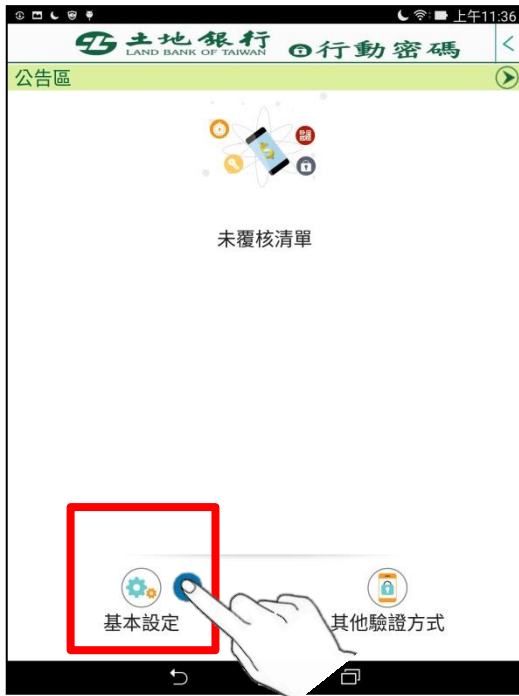 上午11:36
土地銀行
LAND BANK OF TAIWAN
行動密碼
公告區
未覆核清單
基本設定
其他驗證方式